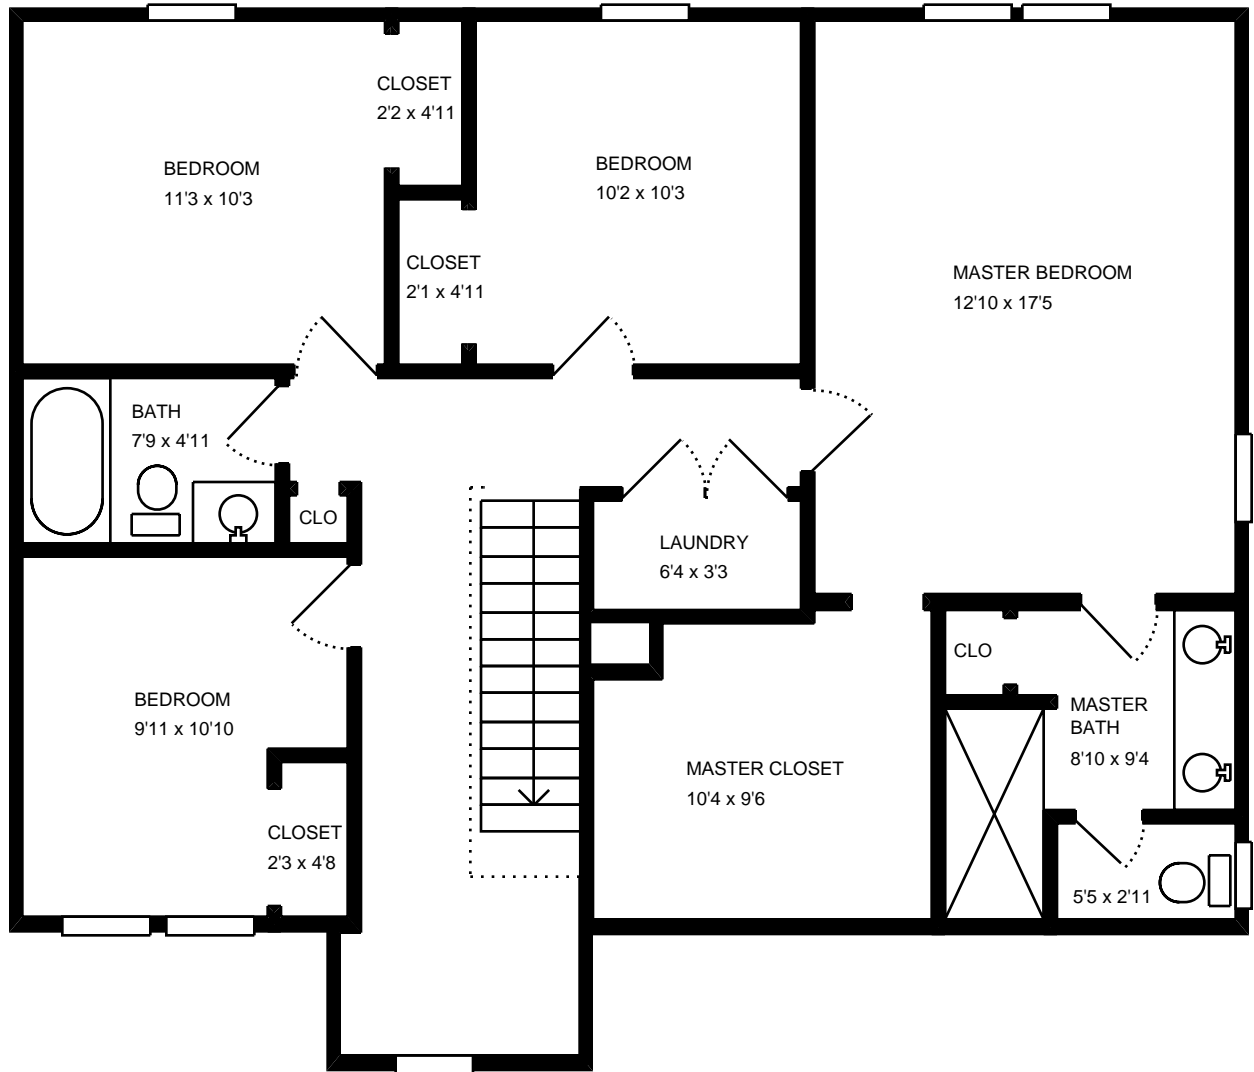 CLOSET
2'2 x 4'11
BEDROOM
11'3 x 10'3
BEDROOM
10'2 x 10'3
CLOSET
2'1 x 4'11
MASTER BEDROOM
12'10 x 17'5
BATH
7'9 x 4'11
CLO
LAUNDRY
6'4 x 3'3
CLO
BEDROOM
9'11 x 10'10
MASTER
BATH
8'10 x 9'4
MASTER CLOSET
10'4 x 9'6
CLOSET
2'3 x 4'8
5'5 x 2'11